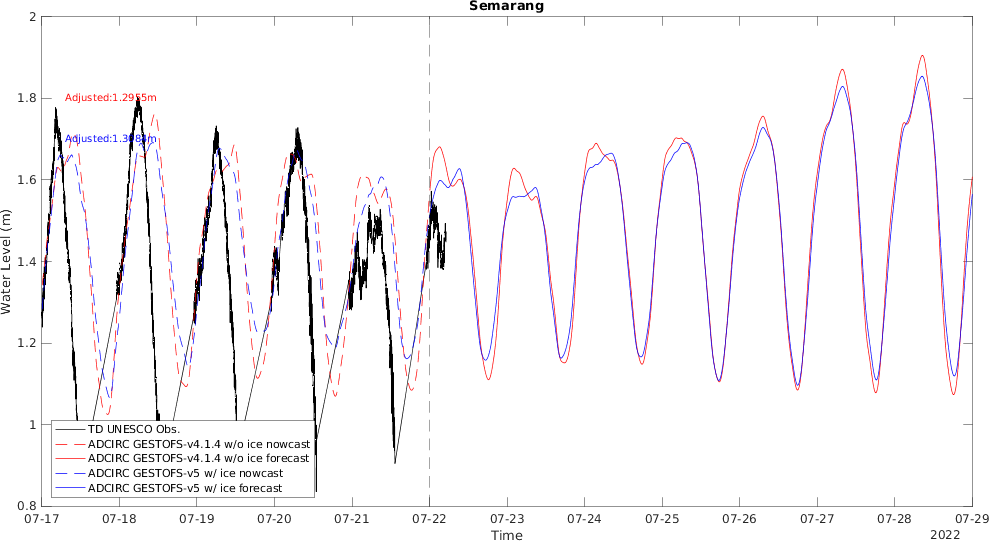 Semarang
Water Level (m)
2
1.8
1.6
1.4
1.2
1
0.8
Adjusted:1.2955m
TD UNESCO Obs.
ADCIRC GESTOFS-v4.1.4 w/o ice nowcast
ADCIRC GESTOFS-v4.1.4 w/o ice forecast
ADCIRC GESTOFS-v5 w/ ice nowcast
ADCIRC GESTOFS-v5 w/ ice forecast
07-17
07-18
07-19
07-20
07-21
07-22
07-23
07-24
07-25
07-26
07-27
07-28
07-29
Time
2022